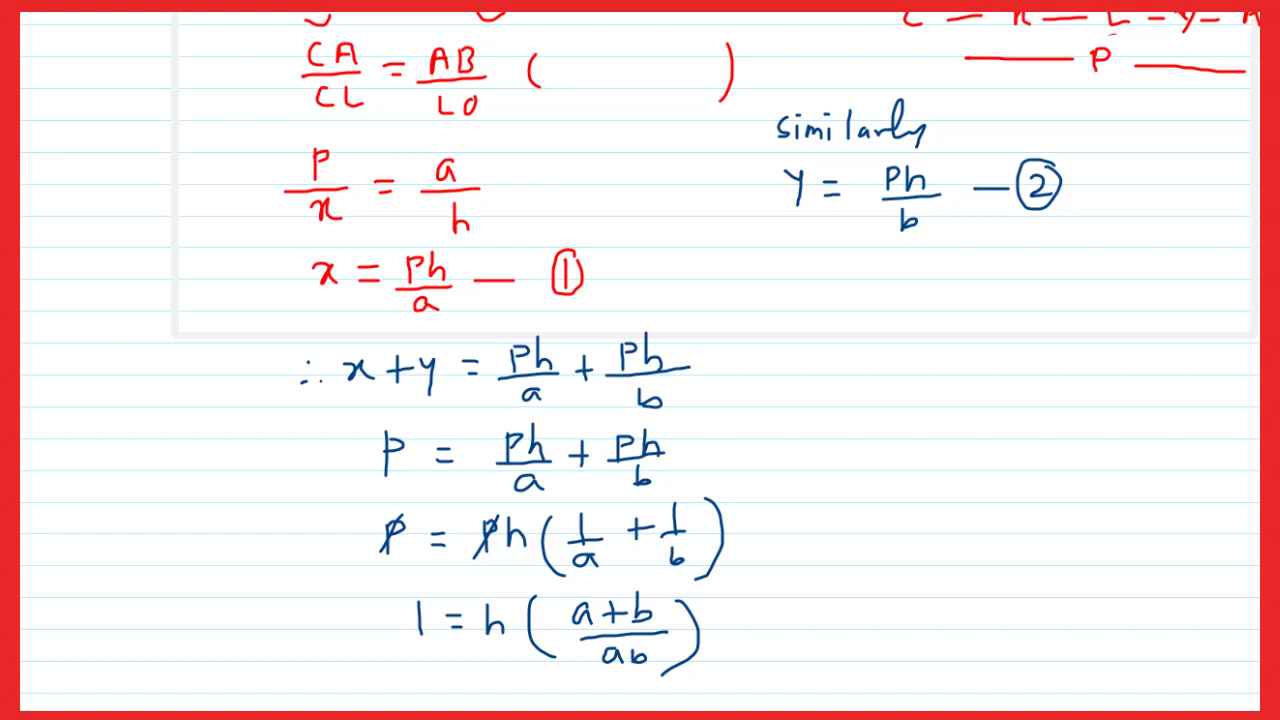 C — x — L — y — A
——— P ———
CA/CL = AB/LO ( )
P/x = a/h
x = Ph/a — ①
similarly
y = Ph/b — ②
∴ x + y = Ph/a + Ph/b
P = Ph/a + Ph/b
P = Ph (1/a + 1/b)
1 = h (a+b/ab)